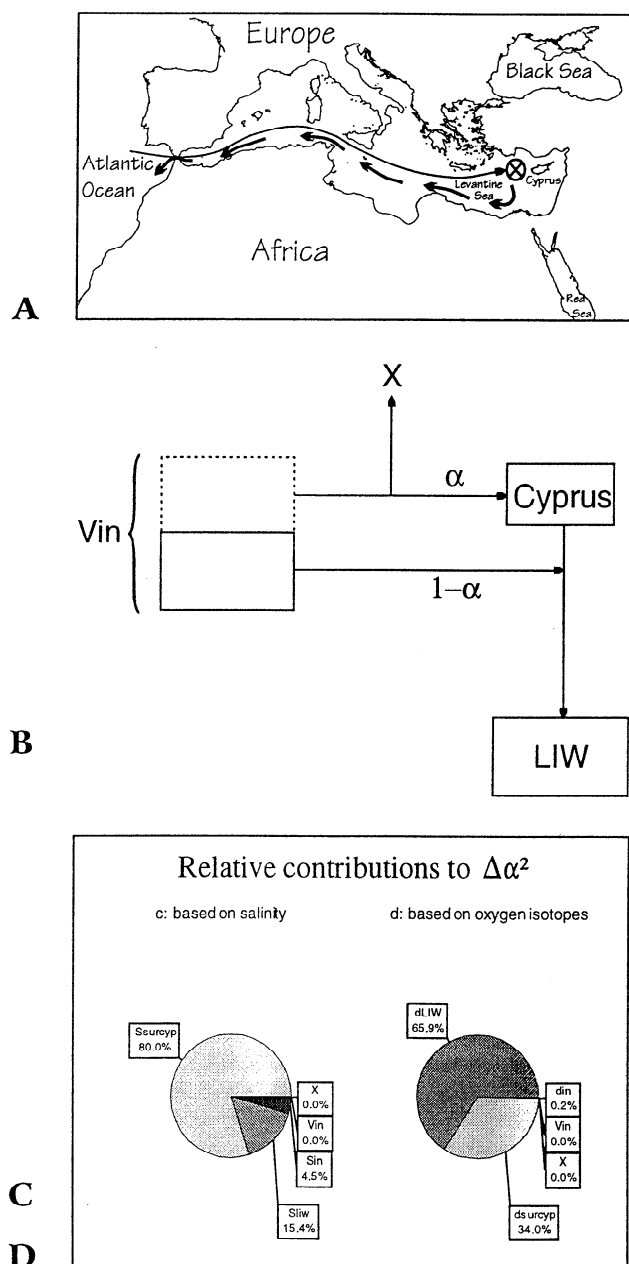 Europe
Black Sea
Atlantic
Ocean
Levantine
Sea
Cyprus
Africa
Red
Sea
A
X
α
Cyprus
Vin
1–α
LIW
B
Relative contributions to Δα²
c: based on salinity
d: based on oxygen isotopes
Ssurcyp
80.0%
X
0.0%
Vin
0.0%
Sin
4.5%
Sliw
15.4%
dLIW
65.9%
din
0.2%
Vin
0.0%
X
0.0%
dsurcyp
34.0%
C
D